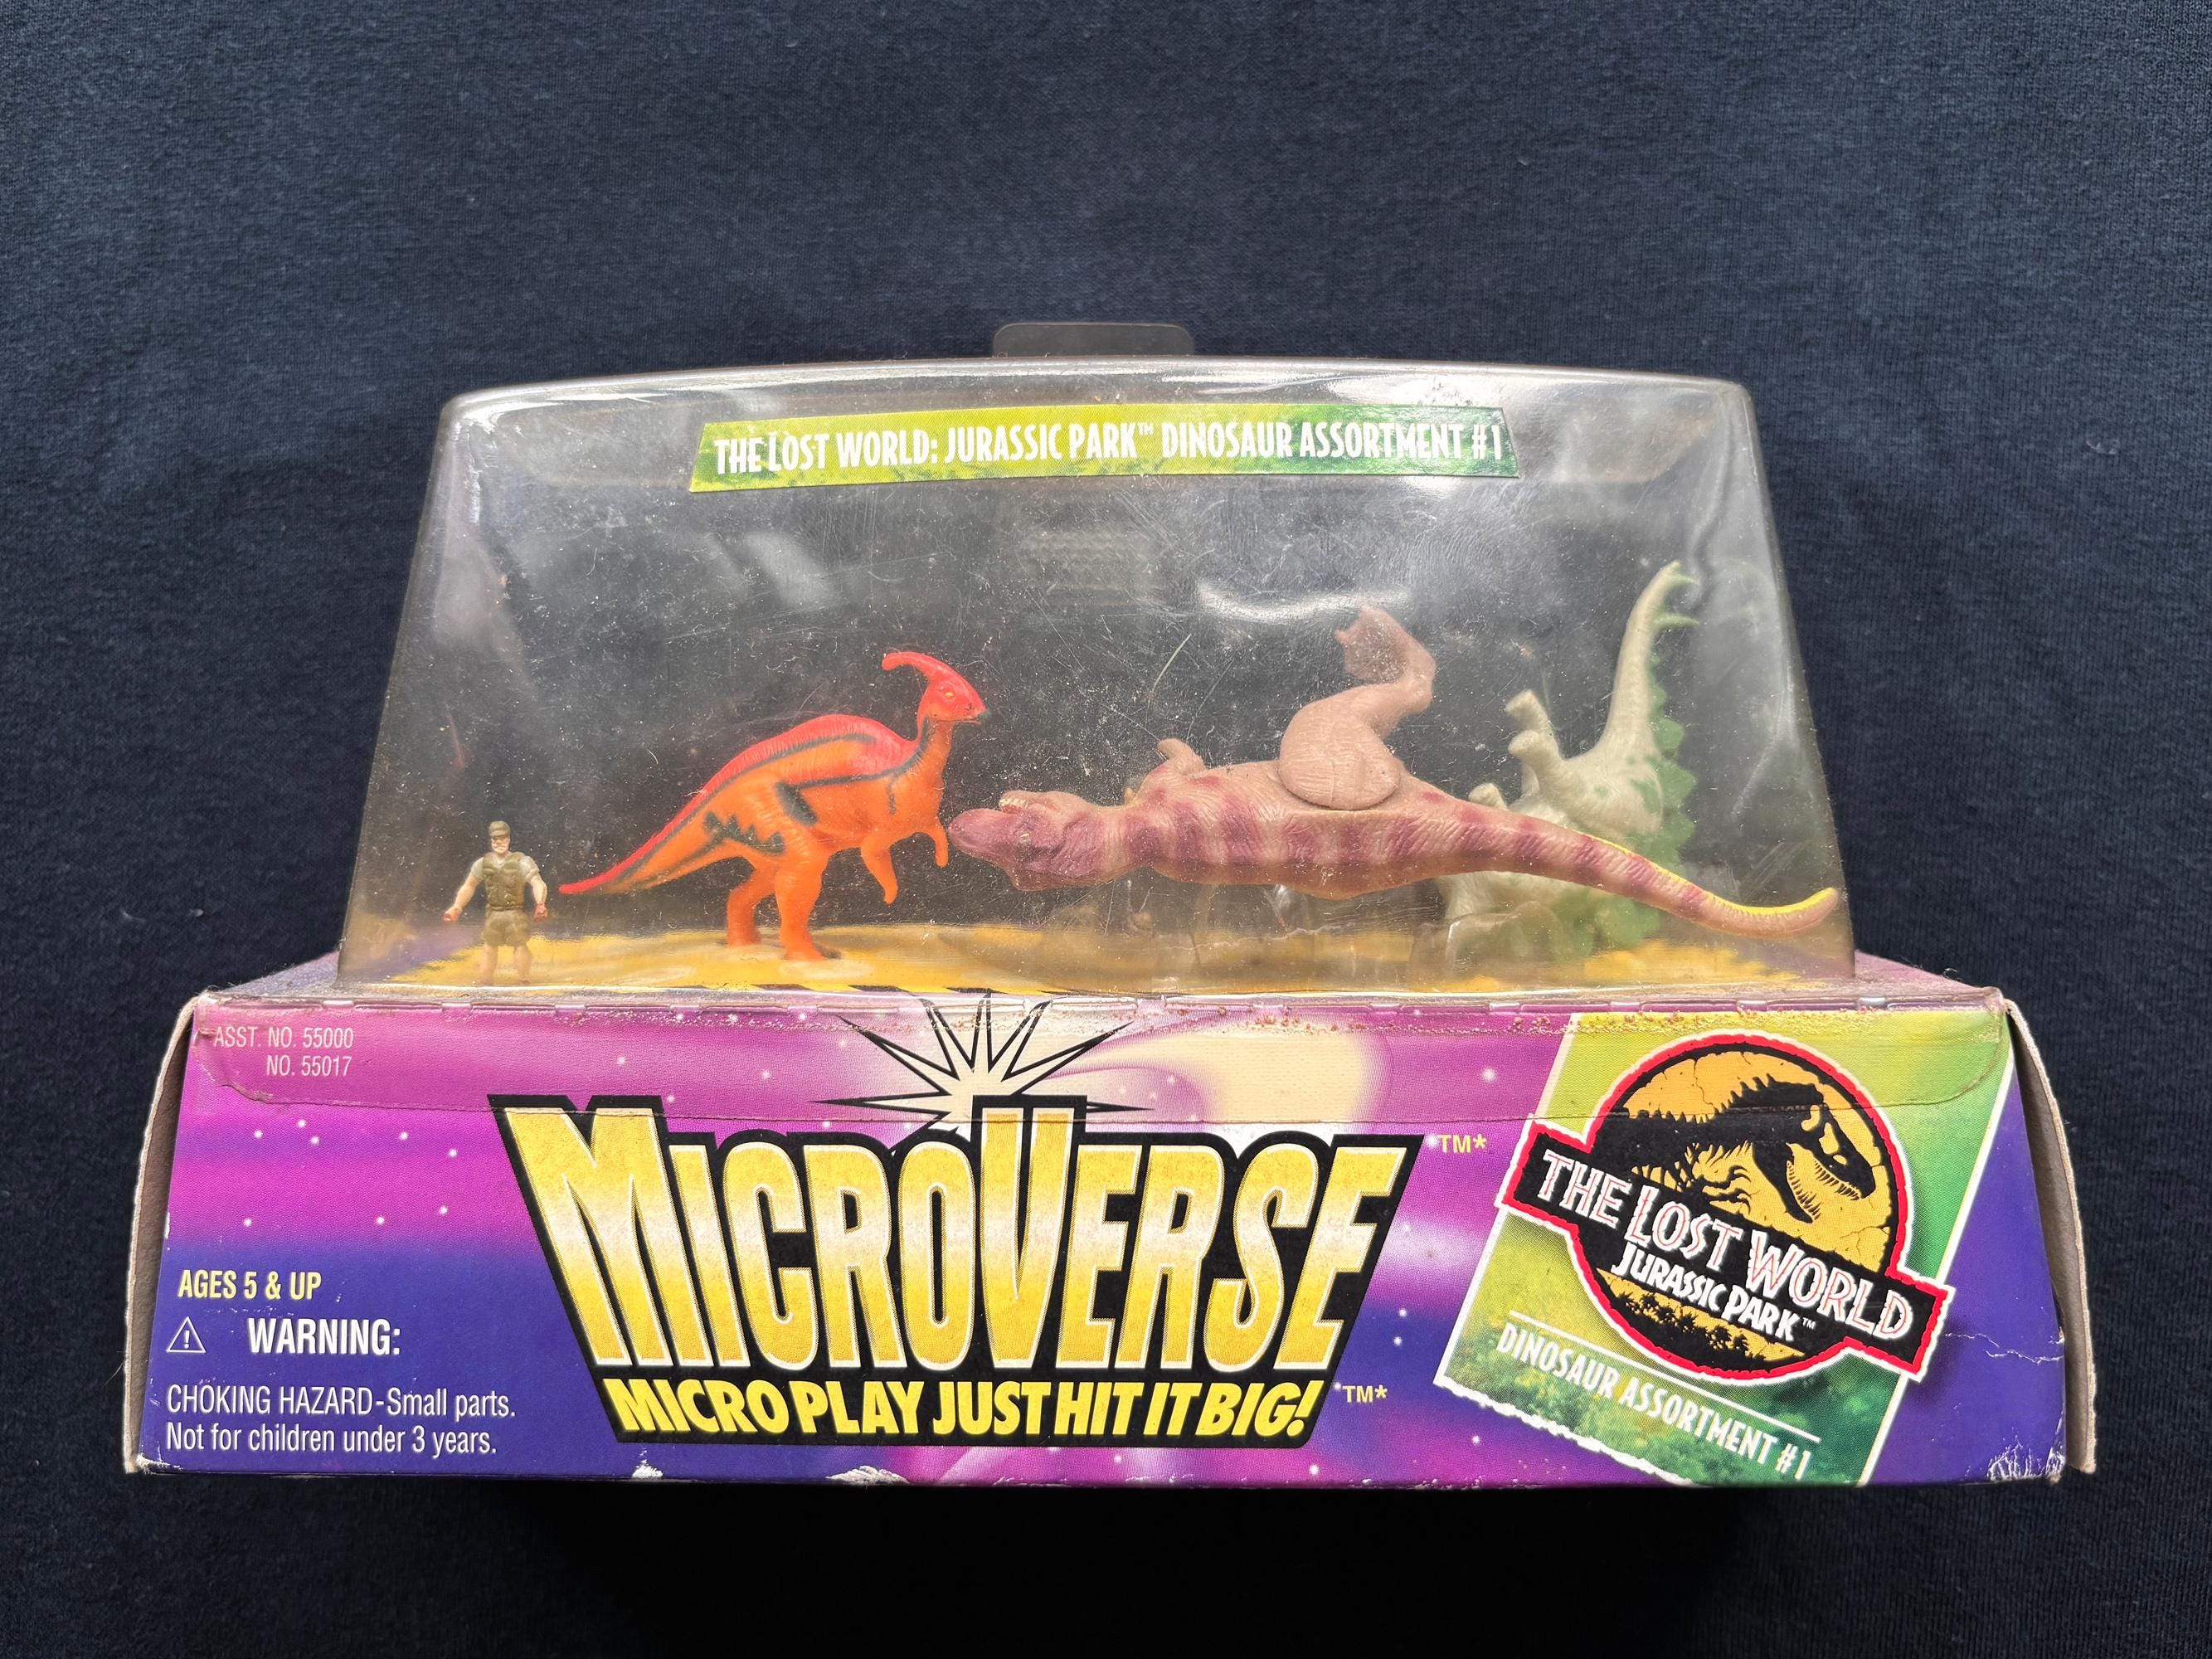 THE LOST WORLD: JURASSIC PARK™ DINOSAUR ASSORTMENT #1
ASST. NO. 55000
NO. 55017
MICROVERSE™*
MICRO PLAY JUST HIT IT BIG!™*
AGES 5 & UP
WARNING:
CHOKING HAZARD-Small parts.
Not for children under 3 years.
THE LOST WORLD
JURASSIC PARK™
DINOSAUR ASSORTMENT #1